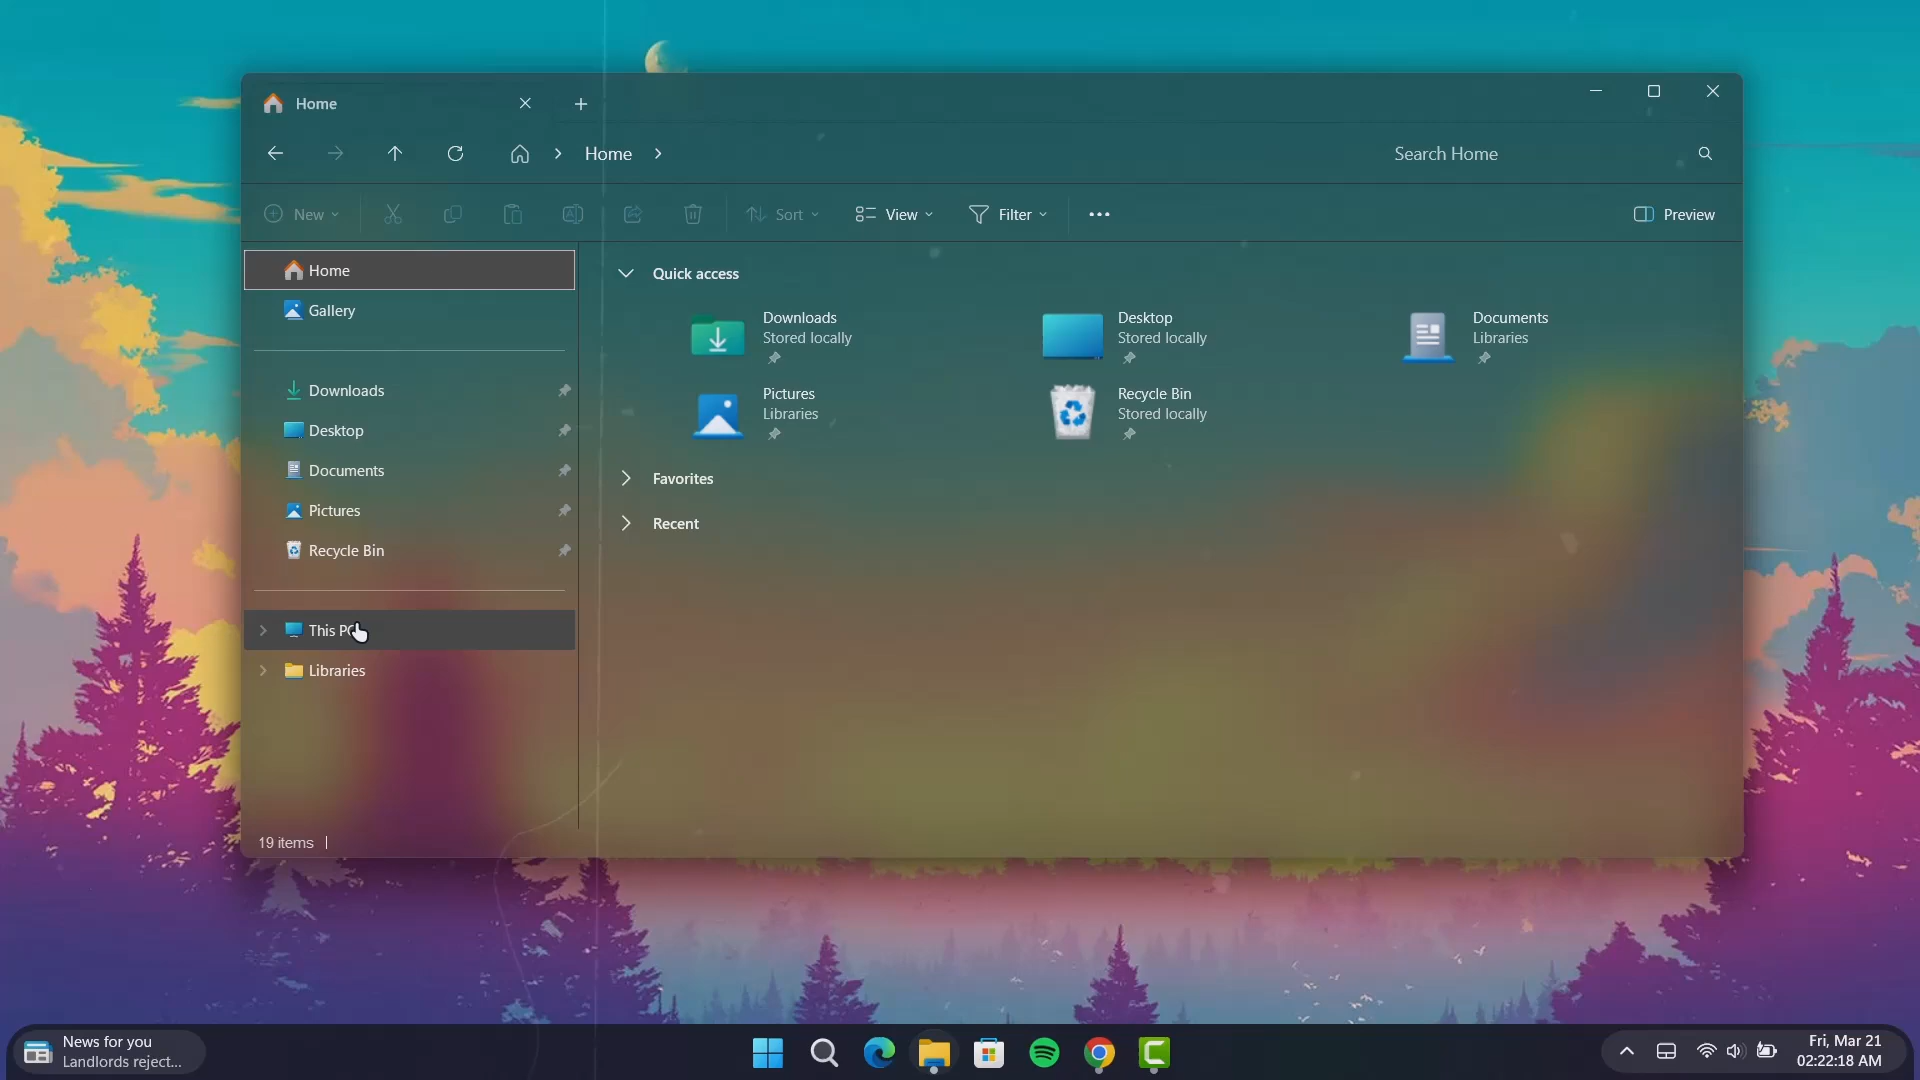 Home
Home
Search Home
New
Sort
View
Filter
Preview
Home
Gallery
Downloads
Desktop
Documents
Pictures
Recycle Bin
This PC
Libraries
Quick access
Downloads
Stored locally
Desktop
Stored locally
Documents
Libraries
Pictures
Libraries
Recycle Bin
Stored locally
Favorites
Recent
19 items
News for you
Landlords reject...
Fri, Mar 21
02:22:18 AM